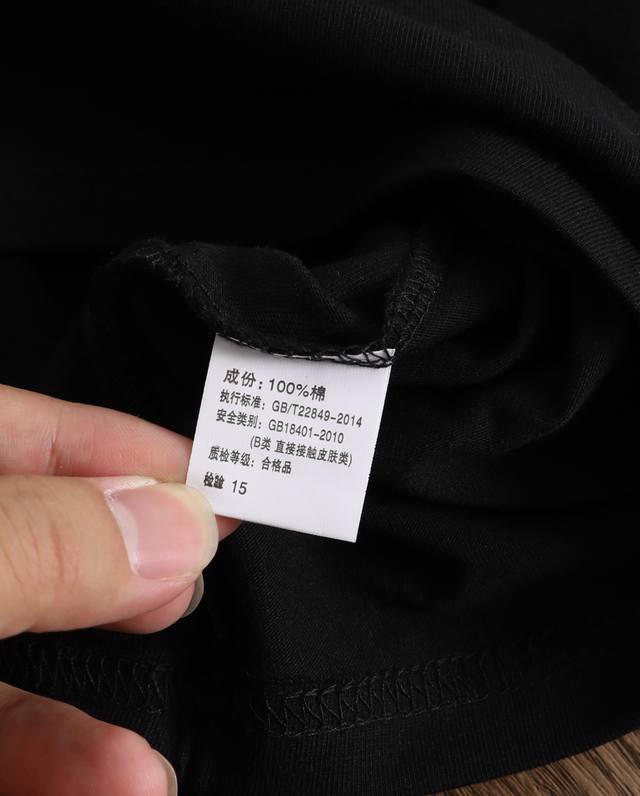 成份：100%棉
执行标准：GB/T22849-2014
安全类别：GB18401-2010
(B类 直接接触皮肤类)
质检等级：合格品
检验 15